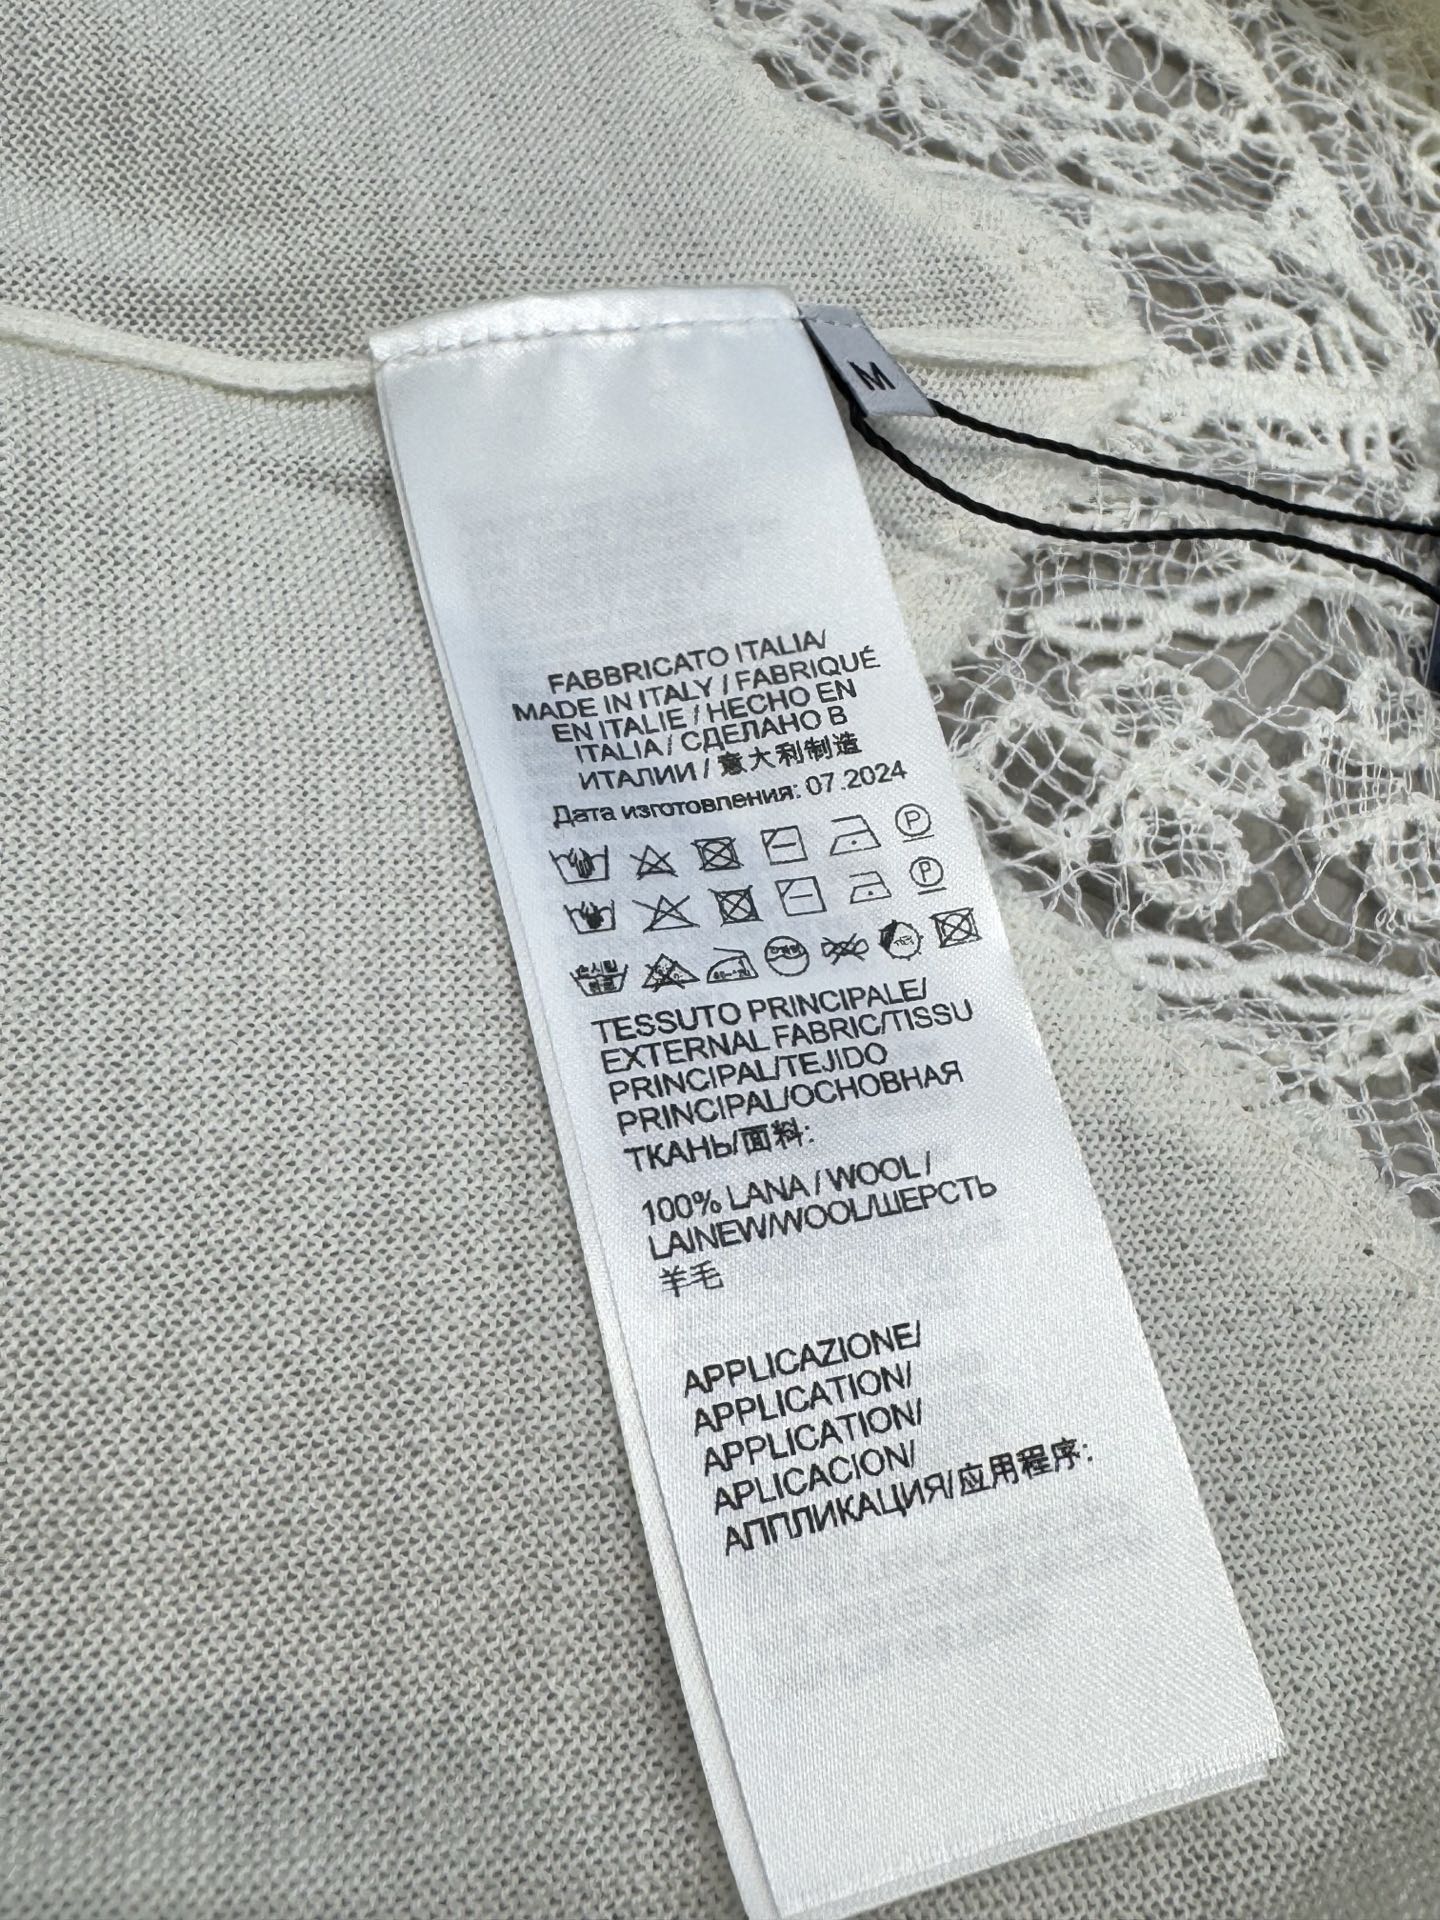 M
FABBRICATO ITALIA/
MADE IN ITALY / FABRIQUÉ
EN ITALIE / HECHO EN
ITALIA / СДЕЛАНО В
ИТАЛИИ / 意大利制造
Дата изготовления: 07.2024
P
P
TESSUTO PRINCIPALE/
EXTERNAL FABRIC/TISSU
PRINCIPAL/TEJIDO
PRINCIPAL/ОСНОВНАЯ
ТКАНЬ/面料:
100% LANA / WOOL /
LAINEW/WOOL/ШЕРСТЬ
羊毛
APPLICAZIONE/
APPLICATION/
APPLICATION/
APLICACION/
АППЛИКАЦИЯ/应用程序: